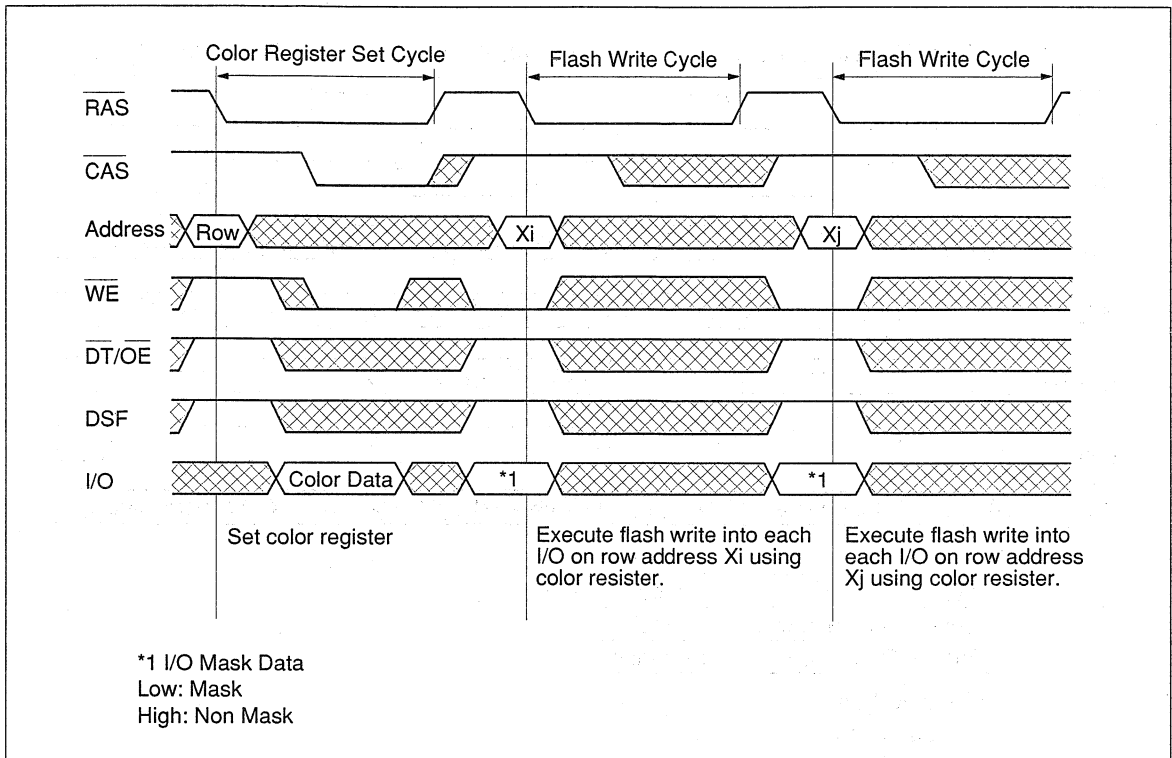 Color Register Set Cycle
Flash Write Cycle
Flash Write Cycle
RAS
CAS
Address
Row
Xi
Xj
WE
DT/OE
DSF
I/O
Color Data
*1
*1
Set color register
Execute flash write into each
I/O on row address Xi using
color resister.
Execute flash write into
each I/O on row address
Xj using color resister.
*1 I/O Mask Data
Low: Mask
High: Non Mask